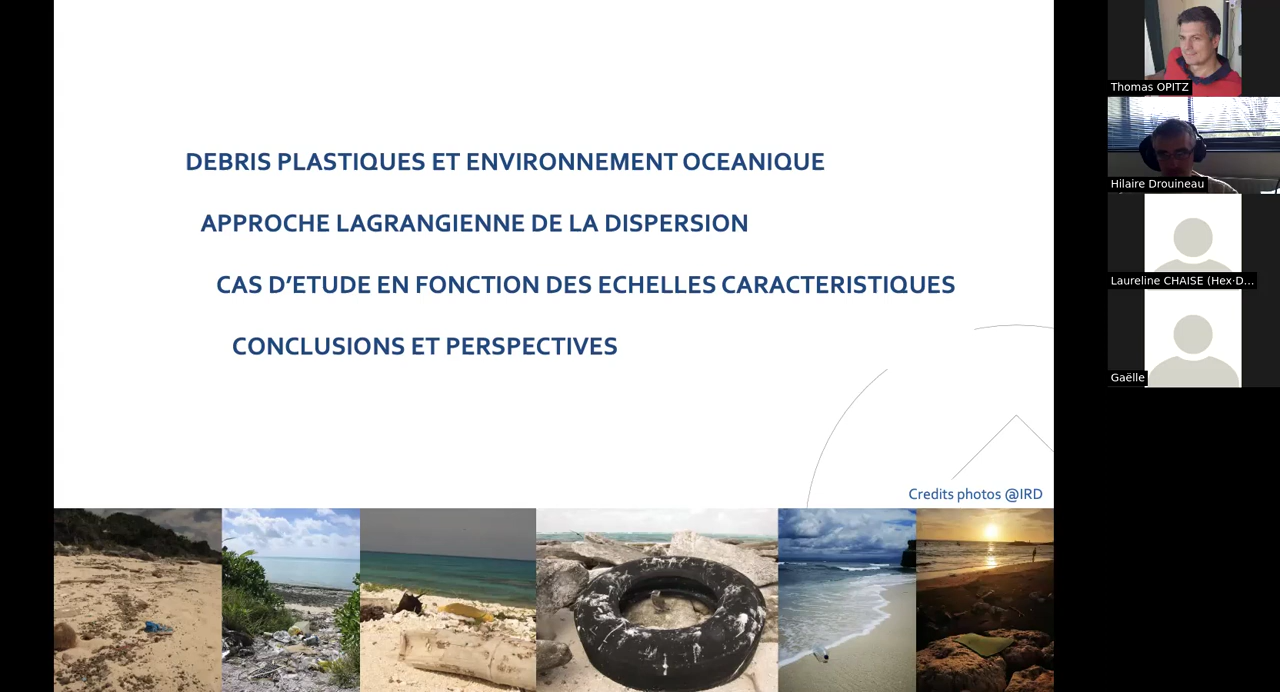 DEBRIS PLASTIQUES ET ENVIRONNEMENT OCEANIQUE
APPROCHE LAGRANGIENNE DE LA DISPERSION
CAS D’ETUDE EN FONCTION DES ECHELLES CARACTERISTIQUES
CONCLUSIONS ET PERSPECTIVES
Credits photos @IRD
Thomas OPITZ
Hilaire Drouineau
Laureline CHAISE (Hex·D...
Gaëlle